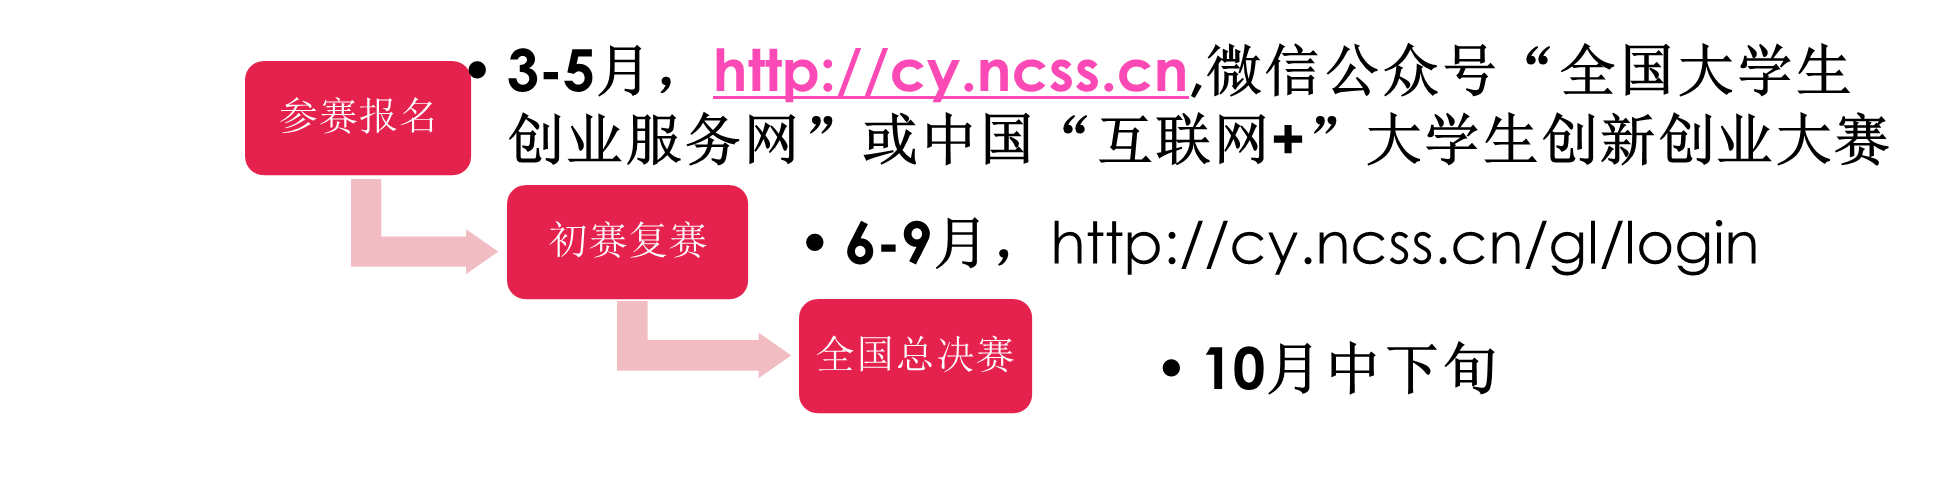 参赛报名
• 3-5月，http://cy.ncss.cn,微信公众号“全国大学生
创业服务网”或中国“互联网+”大学生创新创业大赛
初赛复赛
• 6-9月，http://cy.ncss.cn/gl/login
全国总决赛
• 10月中下旬